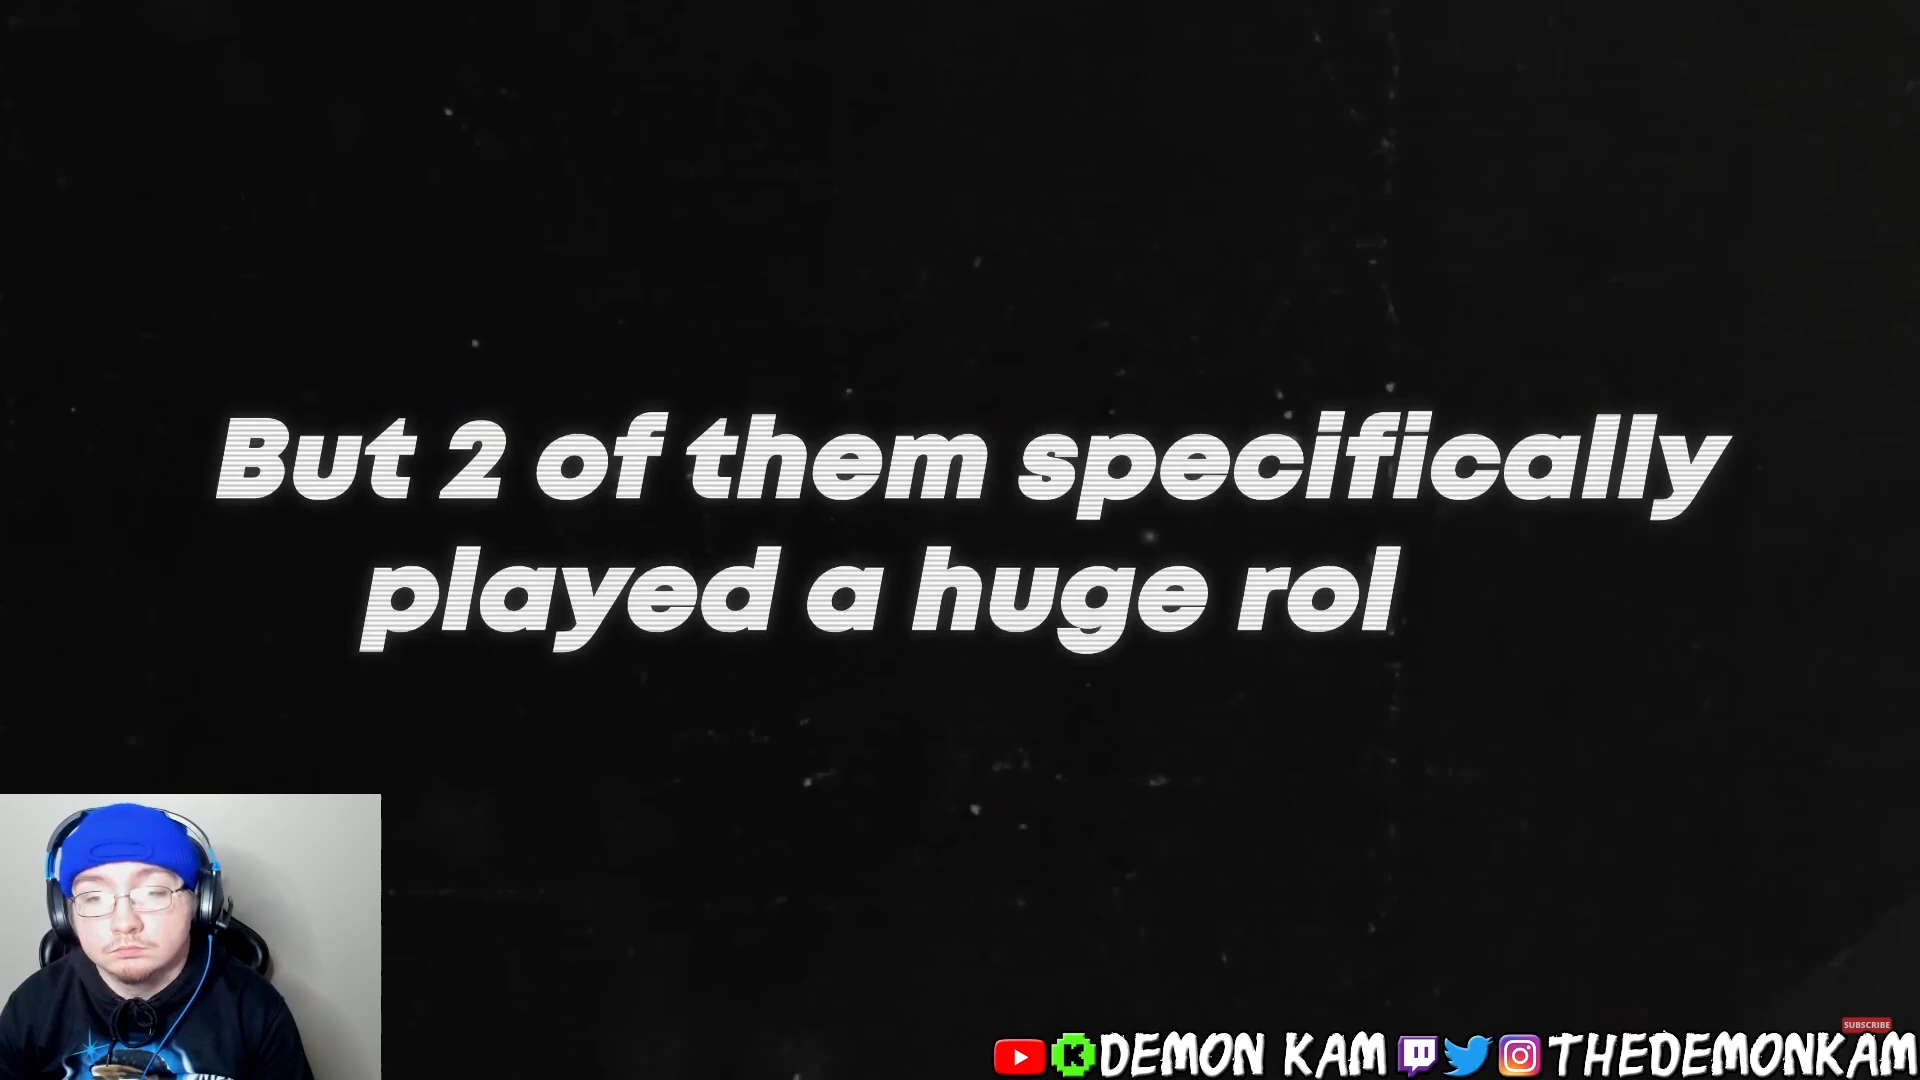 But 2 of them specifically
played a huge rol
SUBSCRIBE
DEMON KAM THEDEMONKAM